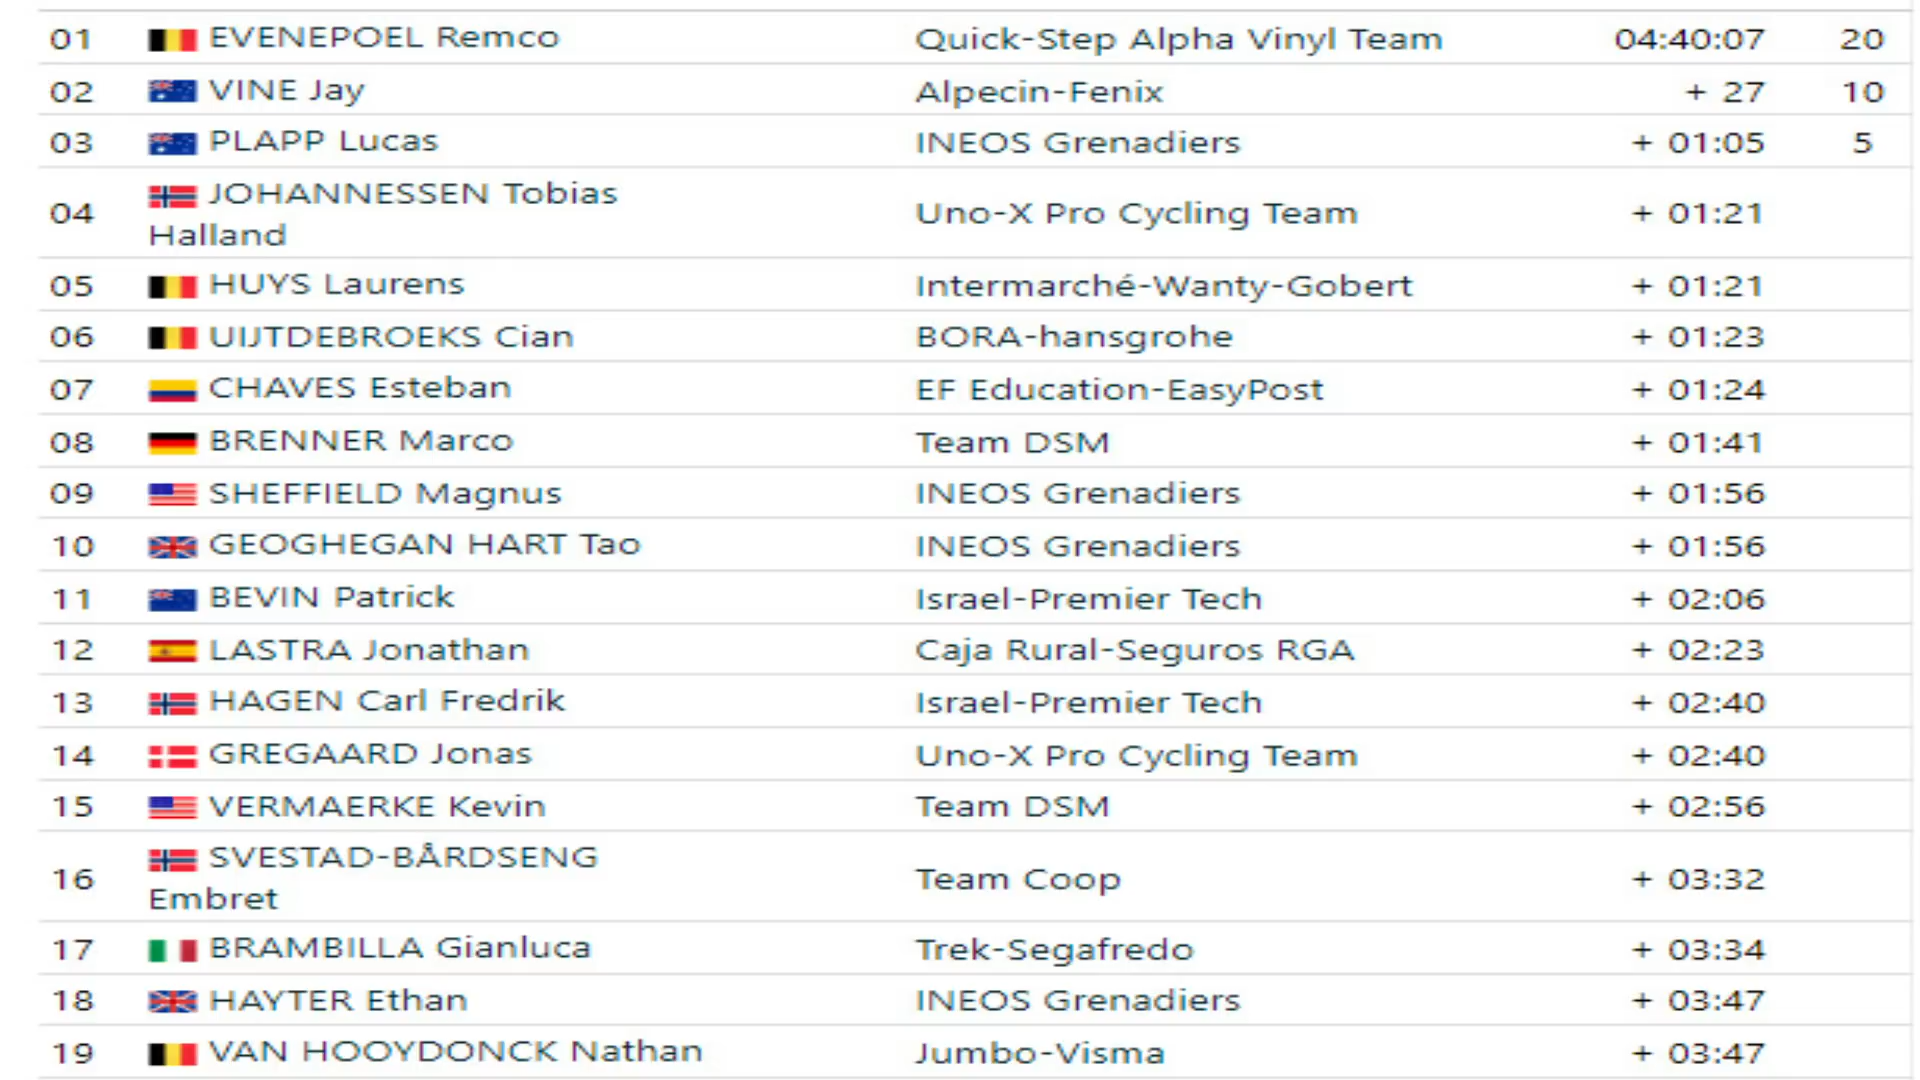 01 EVENEPOEL Remco Quick-Step Alpha Vinyl Team 04:40:07 20
02 VINE Jay Alpecin-Fenix + 27 10
03 PLAPP Lucas INEOS Grenadiers + 01:05 5
04 JOHANNESSEN Tobias Halland Uno-X Pro Cycling Team + 01:21
05 HUYS Laurens Intermarché-Wanty-Gobert + 01:21
06 UIJTDEBROEKS Cian BORA-hansgrohe + 01:23
07 CHAVES Esteban EF Education-EasyPost + 01:24
08 BRENNER Marco Team DSM + 01:41
09 SHEFFIELD Magnus INEOS Grenadiers + 01:56
10 GEOGHEGAN HART Tao INEOS Grenadiers + 01:56
11 BEVIN Patrick Israel-Premier Tech + 02:06
12 LASTRA Jonathan Caja Rural-Seguros RGA + 02:23
13 HAGEN Carl Fredrik Israel-Premier Tech + 02:40
14 GREGAARD Jonas Uno-X Pro Cycling Team + 02:40
15 VERMAERKE Kevin Team DSM + 02:56
16 SVESTAD-BÅRDSENG Embret Team Coop + 03:32
17 BRAMBILLA Gianluca Trek-Segafredo + 03:34
18 HAYTER Ethan INEOS Grenadiers + 03:47
19 VAN HOOYDONCK Nathan Jumbo-Visma + 03:47